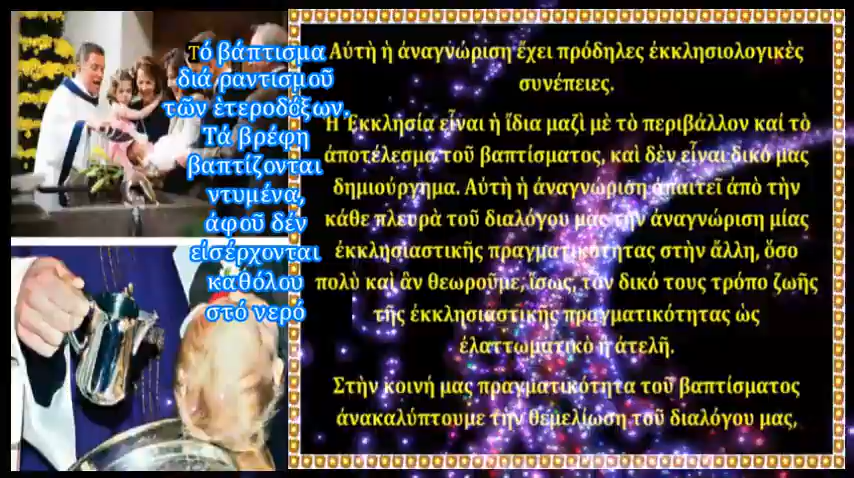 Τό βάπτισμα
διά ραντισμοῦ
τῶν ἑτεροδόξων.
Τά βρέφη
βαπτίζονται
ντυμένα,
ἀφοῦ δέν
εἰσέρχονται
καθόλου
στό νερό
Αὐτὴ ἡ ἀναγνώριση ἔχει πρόδηλες ἐκκλησιολογικὲς
συνέπειες.
Ἡ Ἐκκλησία εἶναι ἡ ἴδια μαζὶ μὲ τὸ περιβάλλον καί τὸ
ἀποτέλεσμα τοῦ βαπτίσματος, καὶ δὲν εἶναι δικό μας
δημιούργημα. Αὐτὴ ἡ ἀναγνώριση ἀπαιτεῖ ἀπὸ τὴν
κάθε πλευρὰ τοῦ διαλόγου μας τὴν ἀναγνώριση μίας
ἐκκλησιαστικῆς πραγματικότητας στὴν ἄλλη, ὅσο
πολὺ καὶ ἂν θεωροῦμε, ἴσως, τὸν δικό τους τρόπο ζωῆς
τῆς ἐκκλησιαστικῆς πραγματικότητας ὡς
ἐλαττωματικὸ ἢ ἀτελῆ.
Στὴν κοινή μας πραγματικότητα τοῦ βαπτίσματος
ἀνακαλύπτουμε τὴν θεμελίωση τοῦ διαλόγου μας,